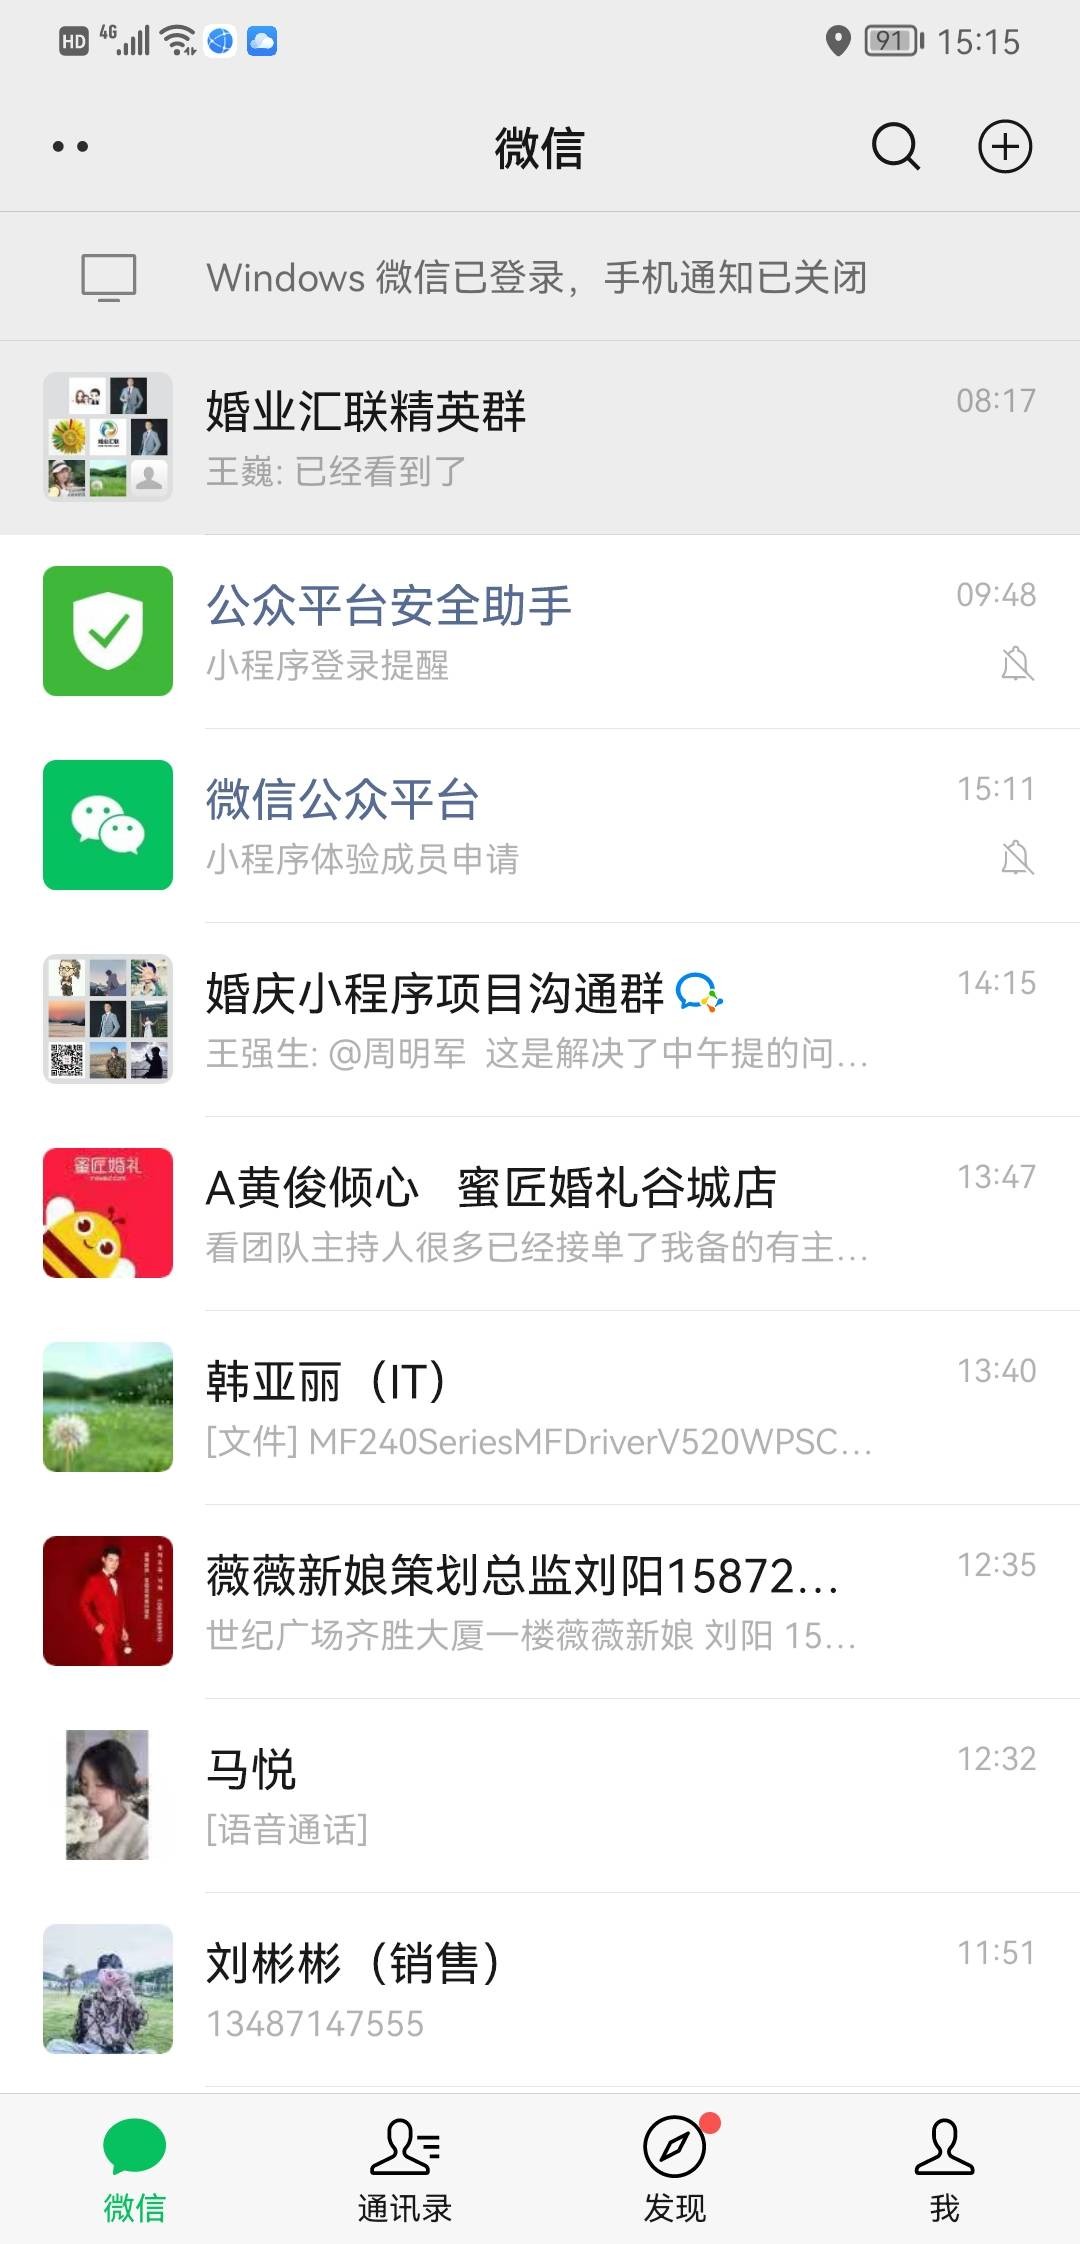 HD 4G 91 15:15
微信
Windows 微信已登录，手机通知已关闭
婚业汇联精英群 08:17
王巍: 已经看到了
公众平台安全助手 09:48
小程序登录提醒
微信公众平台 15:11
小程序体验成员申请
婚庆小程序项目沟通群 14:15
王强生: @周明军 这是解决了中午提的问...
蜜匠婚礼
A黄俊倾心 蜜匠婚礼谷城店 13:47
看团队主持人很多已经接单了我备的有主...
韩亚丽（IT） 13:40
[文件] MF240SeriesMFDriverV520WPSC...
薇薇新娘策划总监刘阳15872... 12:35
世纪广场齐胜大厦一楼薇薇新娘 刘阳 15...
马悦 12:32
[语音通话]
刘彬彬（销售） 11:51
13487147555
微信 通讯录 发现 我